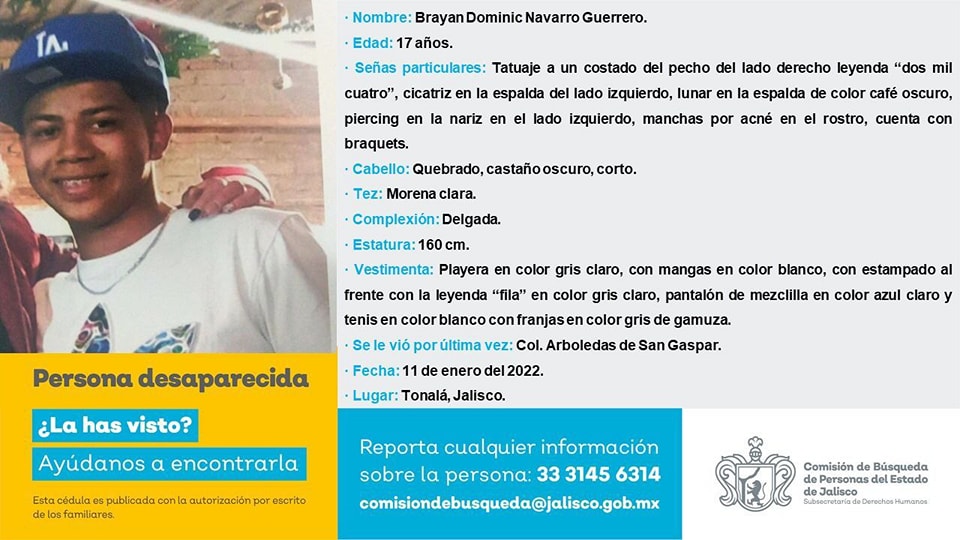 LA
· Nombre: Brayan Dominic Navarro Guerrero.
· Edad: 17 años.
· Señas particulares: Tatuaje a un costado del pecho del lado derecho leyenda “dos mil
cuatro”, cicatriz en la espalda del lado izquierdo, lunar en la espalda de color café oscuro,
piercing en la nariz en el lado izquierdo, manchas por acné en el rostro, cuenta con
braquets.
· Cabello: Quebrado, castaño oscuro, corto.
· Tez: Morena clara.
· Complexión: Delgada.
· Estatura: 160 cm.
· Vestimenta: Playera en color gris claro, con mangas en color blanco, con estampado al
frente con la leyenda “fila” en color gris claro, pantalón de mezclilla en color azul claro y
tenis en color blanco con franjas en color gris de gamuza.
· Se le vió por última vez: Col. Arboledas de San Gaspar.
· Fecha: 11 de enero del 2022.
· Lugar: Tonalá, Jalisco.
Persona desaparecida
¿La has visto?
Ayúdanos a encontrarla
Esta cédula es publicada con la autorización por escrito
de los familiares.
Reporta cualquier información
sobre la persona: 33 3145 6314
comisiondebusqueda@jalisco.gob.mx
Comisión de Búsqueda
de Personas del Estado
de Jalisco
Subsecretaría de Derechos Humanos